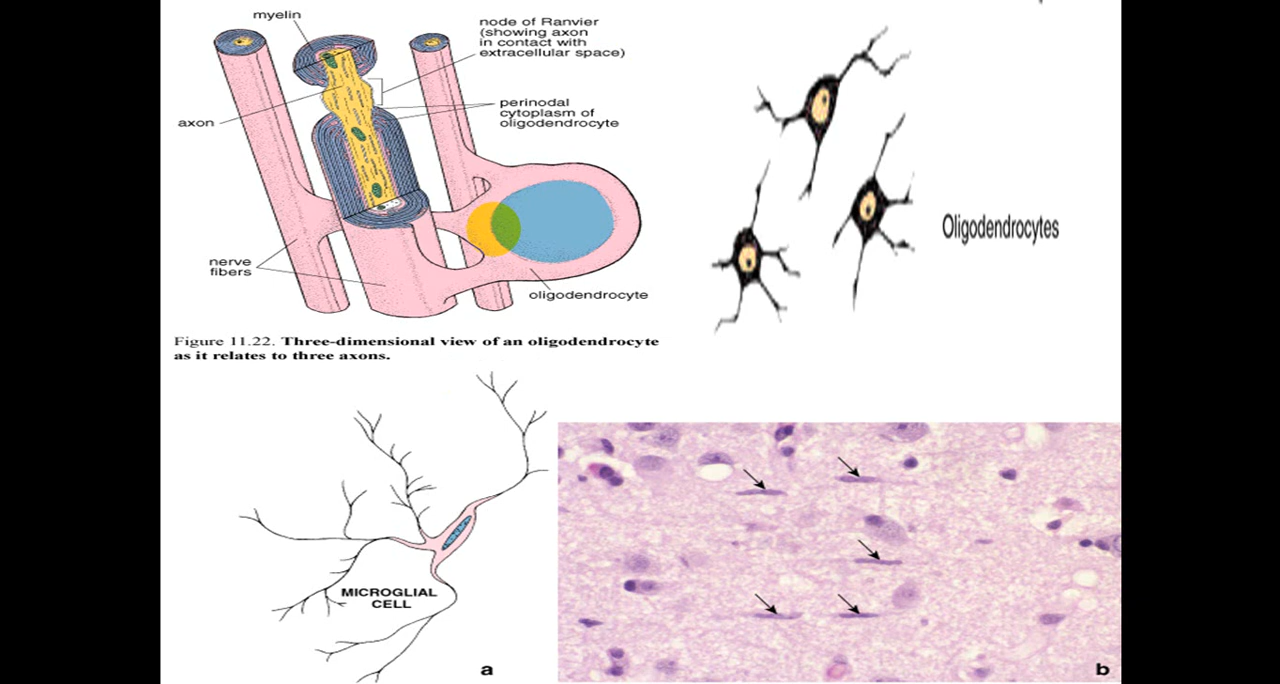 myelin
node of Ranvier
(showing axon
in contact with
extracellular space)
perinodal
cytoplasm of
oligodendrocyte
axon
nerve
fibers
oligodendrocyte
Figure 11.22. Three-dimensional view of an oligodendrocyte
as it relates to three axons.
Oligodendrocytes
MICROGLIAL
CELL
a
b